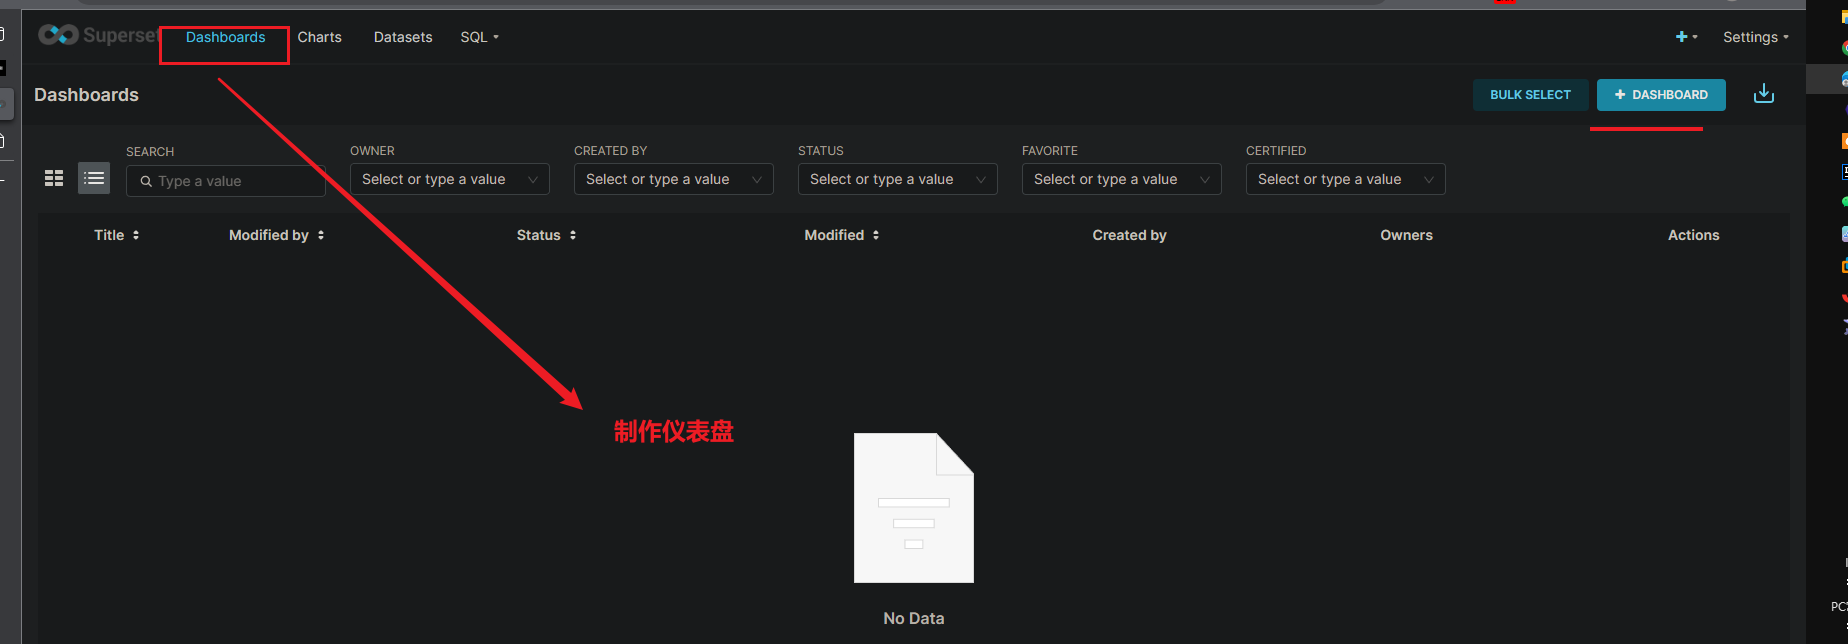 Superset Dashboards Charts Datasets SQL Settings
Dashboards BULK SELECT + DASHBOARD
SEARCH OWNER CREATED BY STATUS FAVORITE CERTIFIED
Type a value Select or type a value Select or type a value Select or type a value Select or type a value Select or type a value
Title Modified by Status Modified Created by Owners Actions
制作仪表盘
No Data